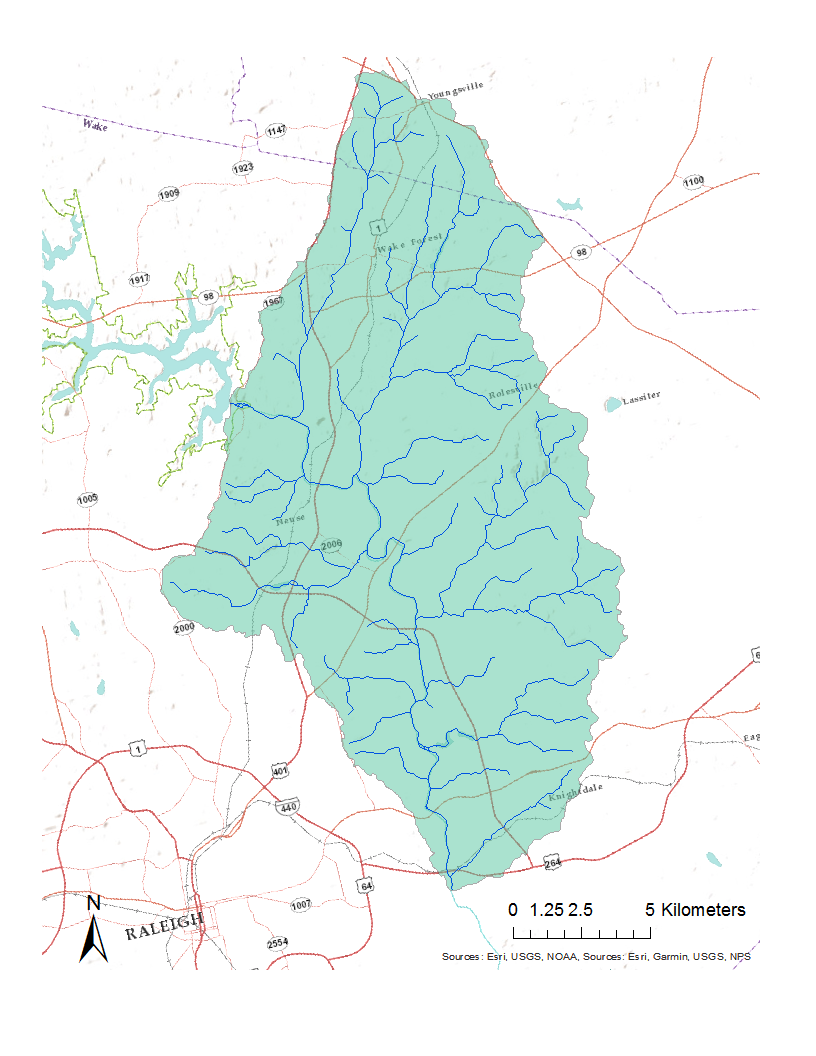 Youngsville
Wake
1147
1923
1100
1909
1
Wake Forest
98
1917
98
1967
Rolesville
Lassiter
1005
Neuse
2006
2000
6
1
Eag
401
Knightdale
440
264
64
N
1007
RALEIGH
2554
0 1.25 2.5 5 Kilometers
Sources: Esri, USGS, NOAA, Sources: Esri, Garmin, USGS, NPS